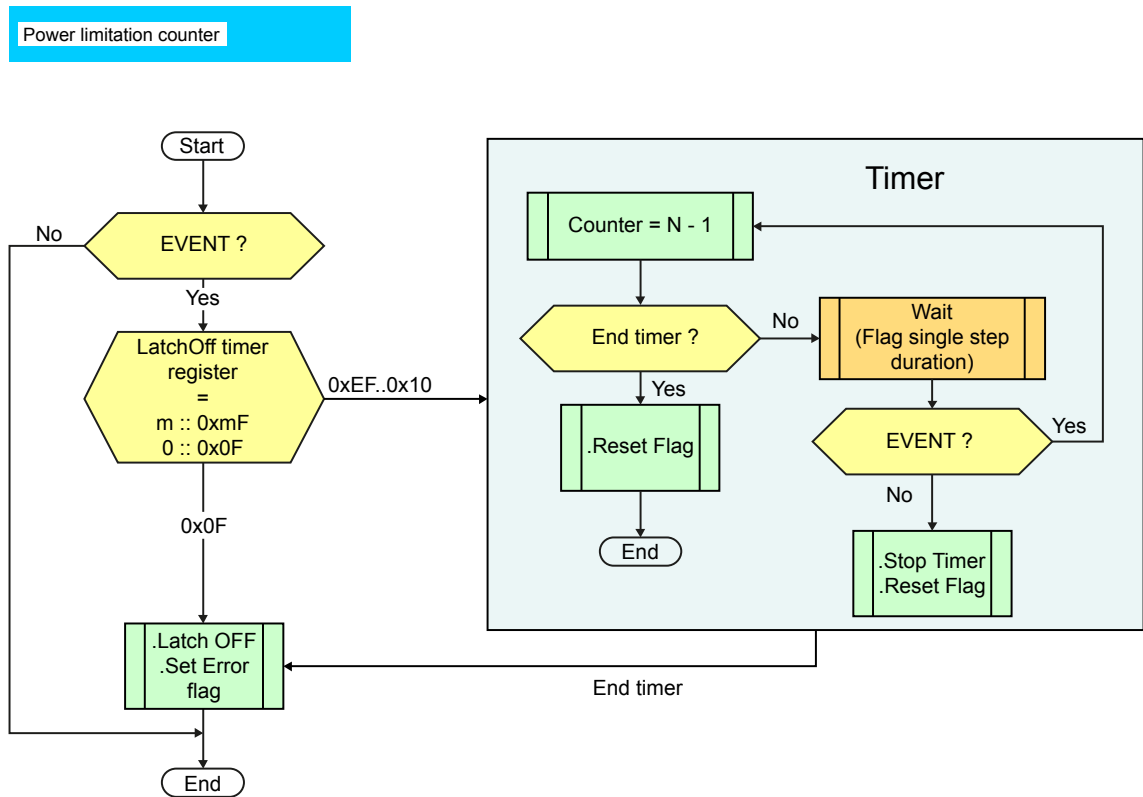 Power limitation counter
Start
EVENT ?
No
Yes
LatchOff timer
register
=
m :: 0xmF
0 :: 0x0F
0xEF..0x10
0x0F
.Latch OFF
.Set Error
flag
End
Timer
Counter = N - 1
End timer ?
No
Yes
Wait
(Flag single step
duration)
.Reset Flag
End
EVENT ?
Yes
No
.Stop Timer
.Reset Flag
End timer